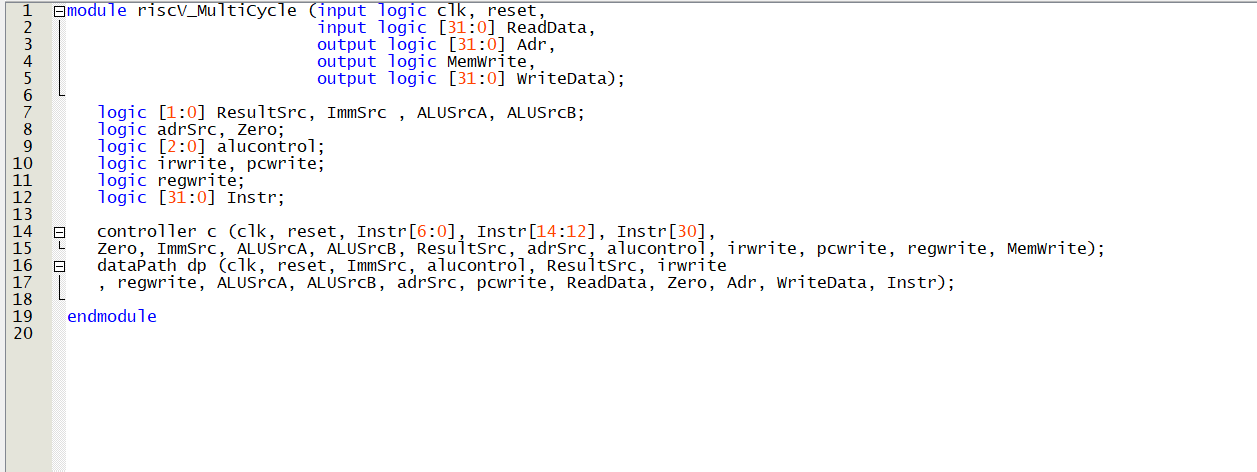 1 module riscV_MultiCycle (input logic clk, reset,
2 input logic [31:0] ReadData,
3 output logic [31:0] Adr,
4 output logic MemWrite,
5 output logic [31:0] WriteData);
6
7 logic [1:0] ResultSrc, ImmSrc , ALUSrcA, ALUSrcB;
8 logic adrSrc, Zero;
9 logic [2:0] alucontrol;
10 logic irwrite, pcwrite;
11 logic regwrite;
12 logic [31:0] Instr;
13
14 controller c (clk, reset, Instr[6:0], Instr[14:12], Instr[30],
15 Zero, ImmSrc, ALUSrcA, ALUSrcB, ResultSrc, adrSrc, alucontrol, irwrite, pcwrite, regwrite, MemWrite);
16 dataPath dp (clk, reset, ImmSrc, alucontrol, ResultSrc, irwrite
17 , regwrite, ALUSrcA, ALUSrcB, adrSrc, pcwrite, ReadData, Zero, Adr, WriteData, Instr);
18
19 endmodule
20